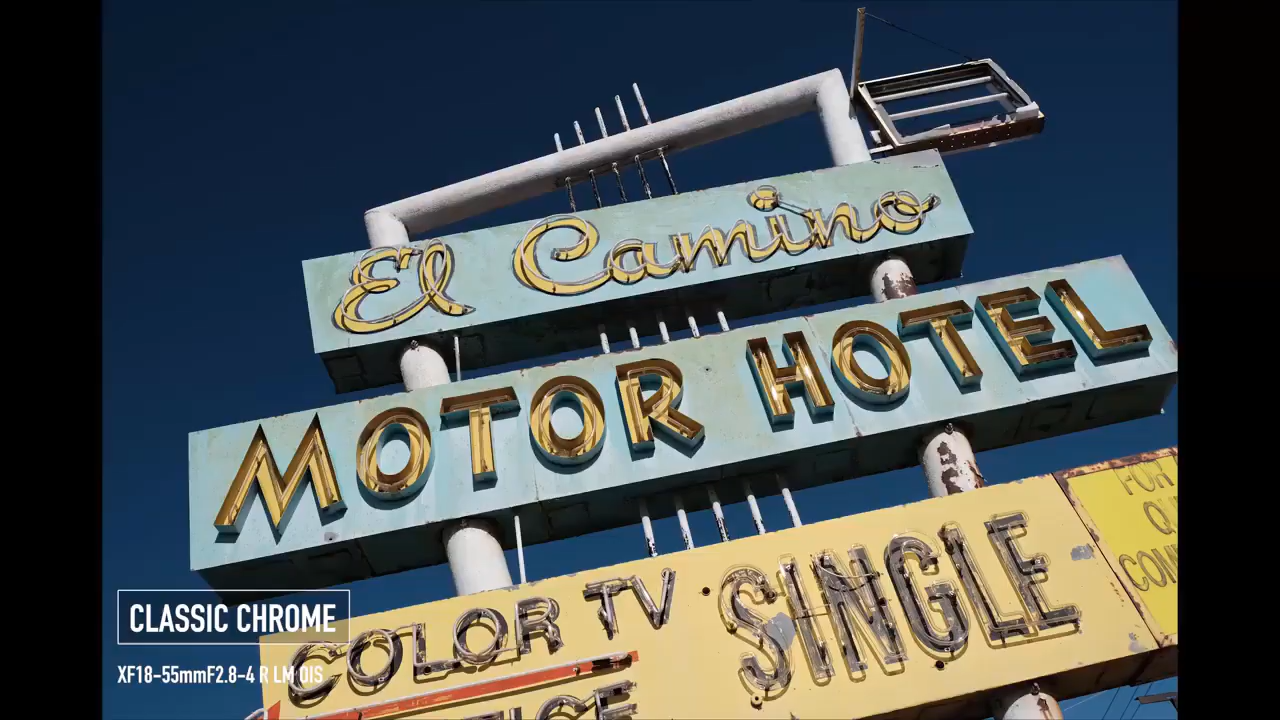 El Camino
MOTOR HOTEL
COLOR TV SINGLE
CLASSIC CHROME
XF18-55mmF2.8-4 R LM OIS